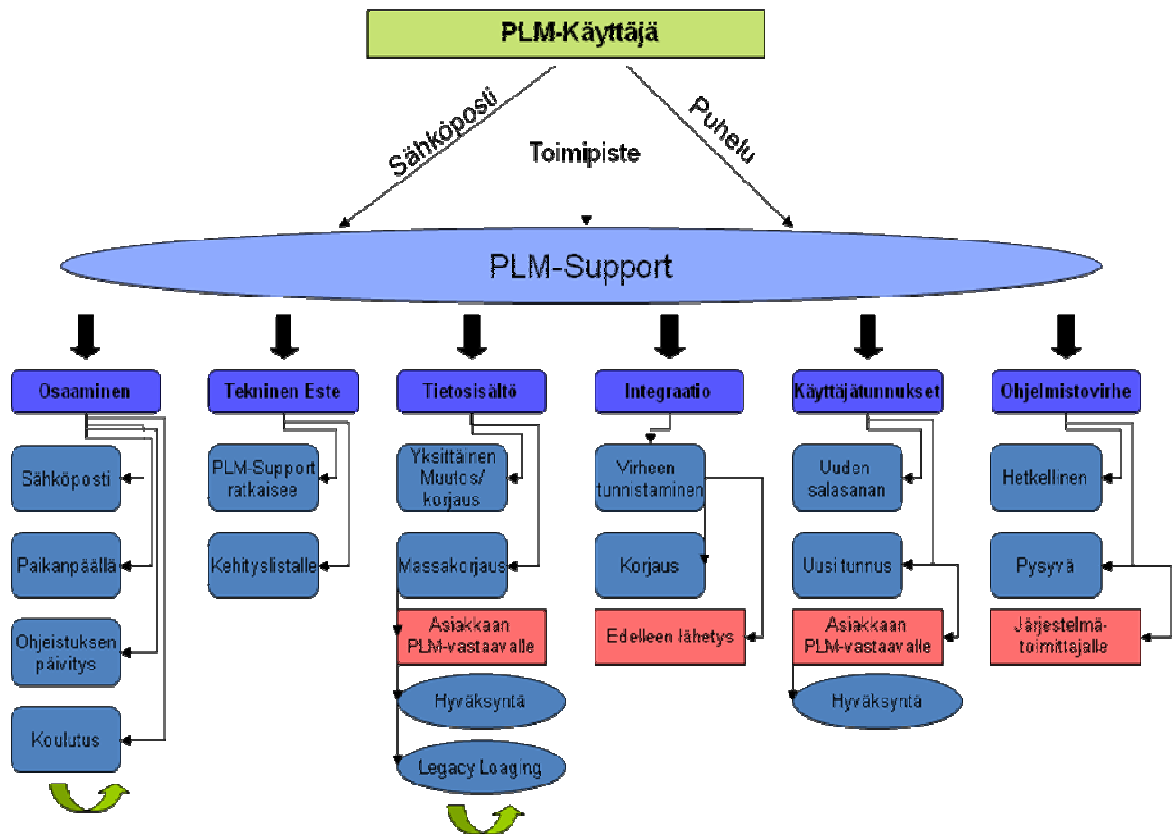 PLM-Käyttäjä
Sähköposti
Toimipiste
Puhelu
PLM-Support
Osaaminen
Sähköposti
Paikanpäällä
Ohjeistuksen
päivitys
Koulutus
Tekninen Este
PLM-Support
ratkaisee
Kehityslistalle
Tietosisältö
Yksittäinen
Muutos/
korjaus
Massakorjaus
Asiakkaan
PLM-vastaavalle
Hyväksyntä
Legacy Loaging
Integraatio
Virheen
tunnistaminen
Korjaus
Edelleen lähetys
Käyttäjätunnukset
Uuden
salasanan
Uusi tunnus
Asiakkaan
PLM-vastaavalle
Hyväksyntä
Ohjelmistovirhe
Hetkellinen
Pysyvä
Järjestelmä-
toimittajalle